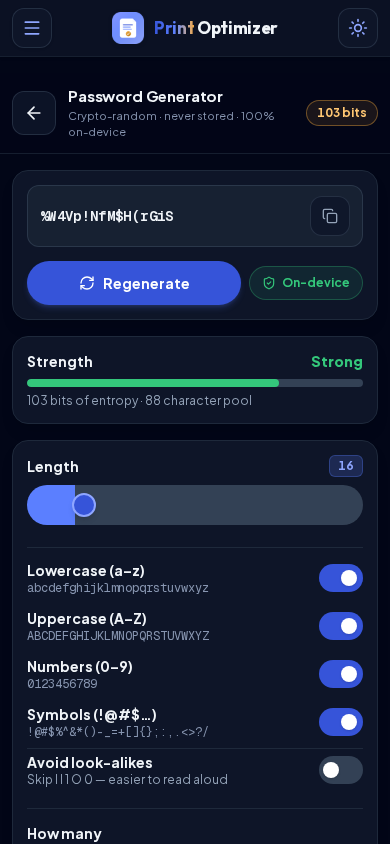 Print Optimizer
Password Generator
Crypto-random · never stored · 100%
on-device
103 bits
%W4Vp!NfM$H(rGiS
Regenerate
On-device
Strength
Strong
103 bits of entropy · 88 character pool
Length
16
Lowercase (a–z)
abcdefghijklmnopqrstuvwxyz
Uppercase (A–Z)
ABCDEFGHIJKLMNOPQRSTUVWXYZ
Numbers (0–9)
0123456789
Symbols (!@#$…)
!@#$%^&*()-_=+[]{};:,.<>?/
Avoid look-alikes
Skip I l 1 O 0 — easier to read aloud
How many